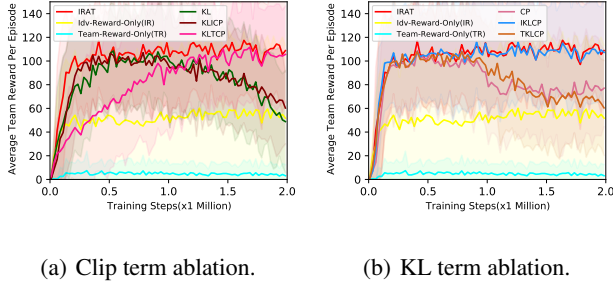 IRAT
Idv-Reward-Only(IR)
Team-Reward-Only(TR)
KL
KLICP
KLTCP
140
120
100
80
60
40
20
0
0.0 0.5 1.0 1.5 2.0
Average Team Reward Per Episode
Training Steps(x1 Million)
(a) Clip term ablation.
IRAT
Idv-Reward-Only(IR)
Team-Reward-Only(TR)
CP
IKLCP
TKLCP
140
120
100
80
60
40
20
0
0.0 0.5 1.0 1.5 2.0
Average Team Reward Per Episode
Training Steps(x1 Million)
(b) KL term ablation.